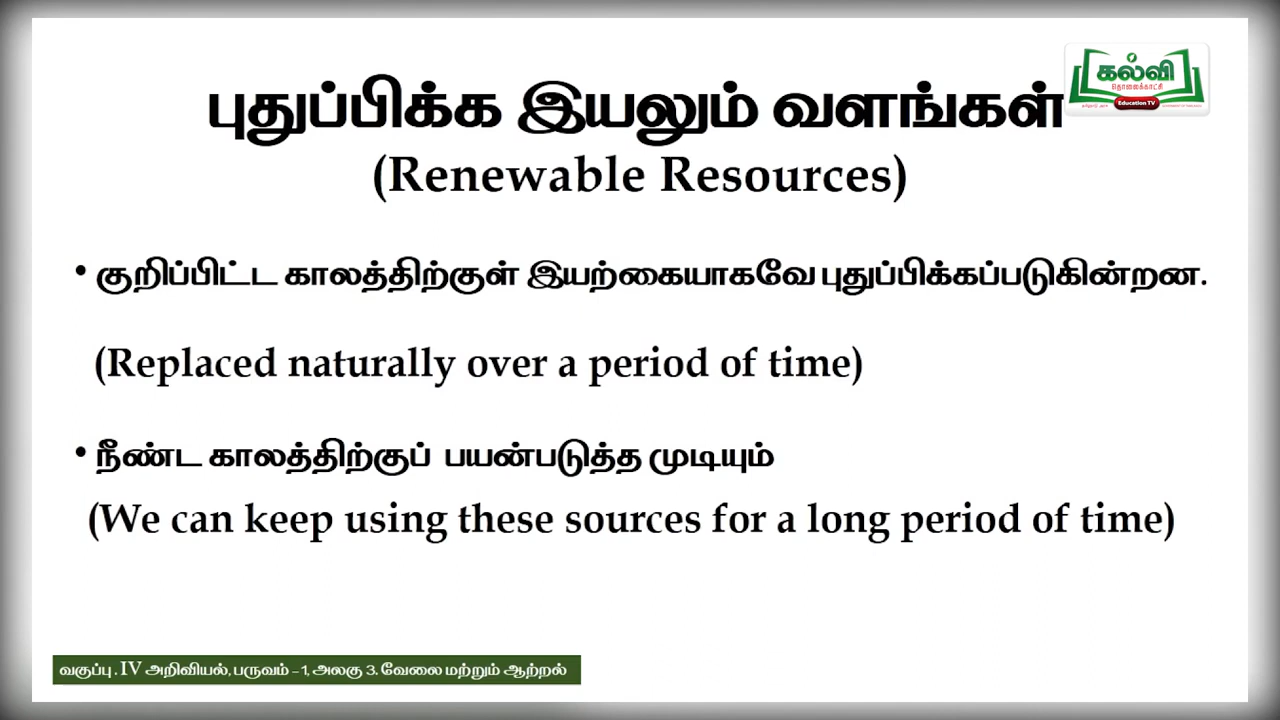 கல்வி
தொலைக்காட்சி
Education TV
புதுப்பிக்க இயலும் வளங்கள்
(Renewable Resources)
• குறிப்பிட்ட காலத்திற்குள் இயற்கையாகவே புதுப்பிக்கப்படுகின்றன.
(Replaced naturally over a period of time)
• நீண்ட காலத்திற்குப் பயன்படுத்த முடியும்
(We can keep using these sources for a long period of time)
வகுப்பு . IV அறிவியல், பருவம் – 1, அலகு 3. வேலை மற்றும் ஆற்றல்